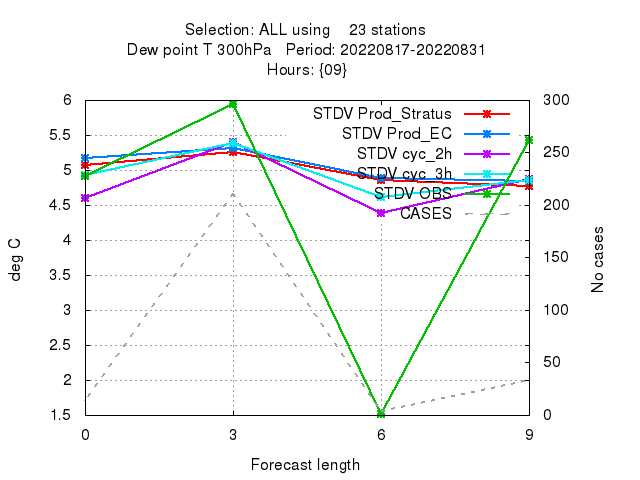 Selection: ALL using 23 stations
Dew point T 300hPa Period: 20220817-20220831
Hours: {09}
STDV Prod_Stratus
STDV Prod_EC
STDV cyc_2h
STDV cyc_3h
STDV OBS
CASES
6
5.5
5
4.5
4
3.5
3
2.5
2
1.5
deg C
300
250
200
150
100
50
0
No cases
0 3 6 9
Forecast length